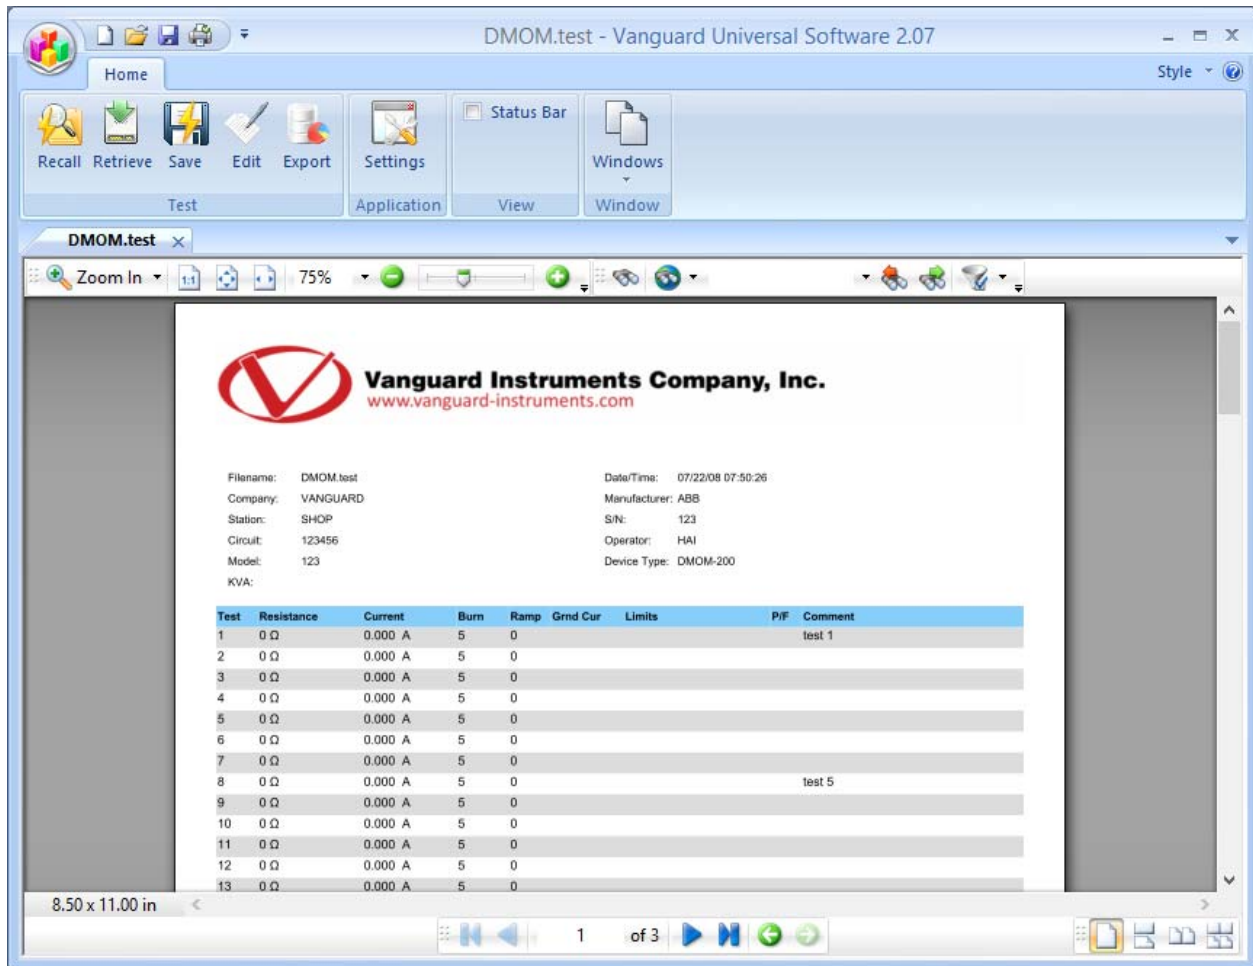 DMOM.test - Vanguard Universal Software 2.07
Home
Style
Recall Retrieve Save Edit Export Settings Status Bar Windows
Test Application View Window
DMOM.test
Zoom In 1:1 75%
Vanguard Instruments Company, Inc.
www.vanguard-instruments.com
Filename: DMOM.test Date/Time: 07/22/08 07:50:26
Company: VANGUARD Manufacturer: ABB
Station: SHOP S/N: 123
Circuit: 123456 Operator: HAI
Model: 123 Device Type: DMOM-200
KVA:
Test Resistance Current Burn Ramp Grnd Cur Limits P/F Comment
1 0 Ω 0.000 A 5 0 test 1
2 0 Ω 0.000 A 5 0
3 0 Ω 0.000 A 5 0
4 0 Ω 0.000 A 5 0
5 0 Ω 0.000 A 5 0
6 0 Ω 0.000 A 5 0
7 0 Ω 0.000 A 5 0
8 0 Ω 0.000 A 5 0 test 5
9 0 Ω 0.000 A 5 0
10 0 Ω 0.000 A 5 0
11 0 Ω 0.000 A 5 0
12 0 Ω 0.000 A 5 0
13 0 Ω 0.000 A 5 0
8.50 x 11.00 in
1 of 3